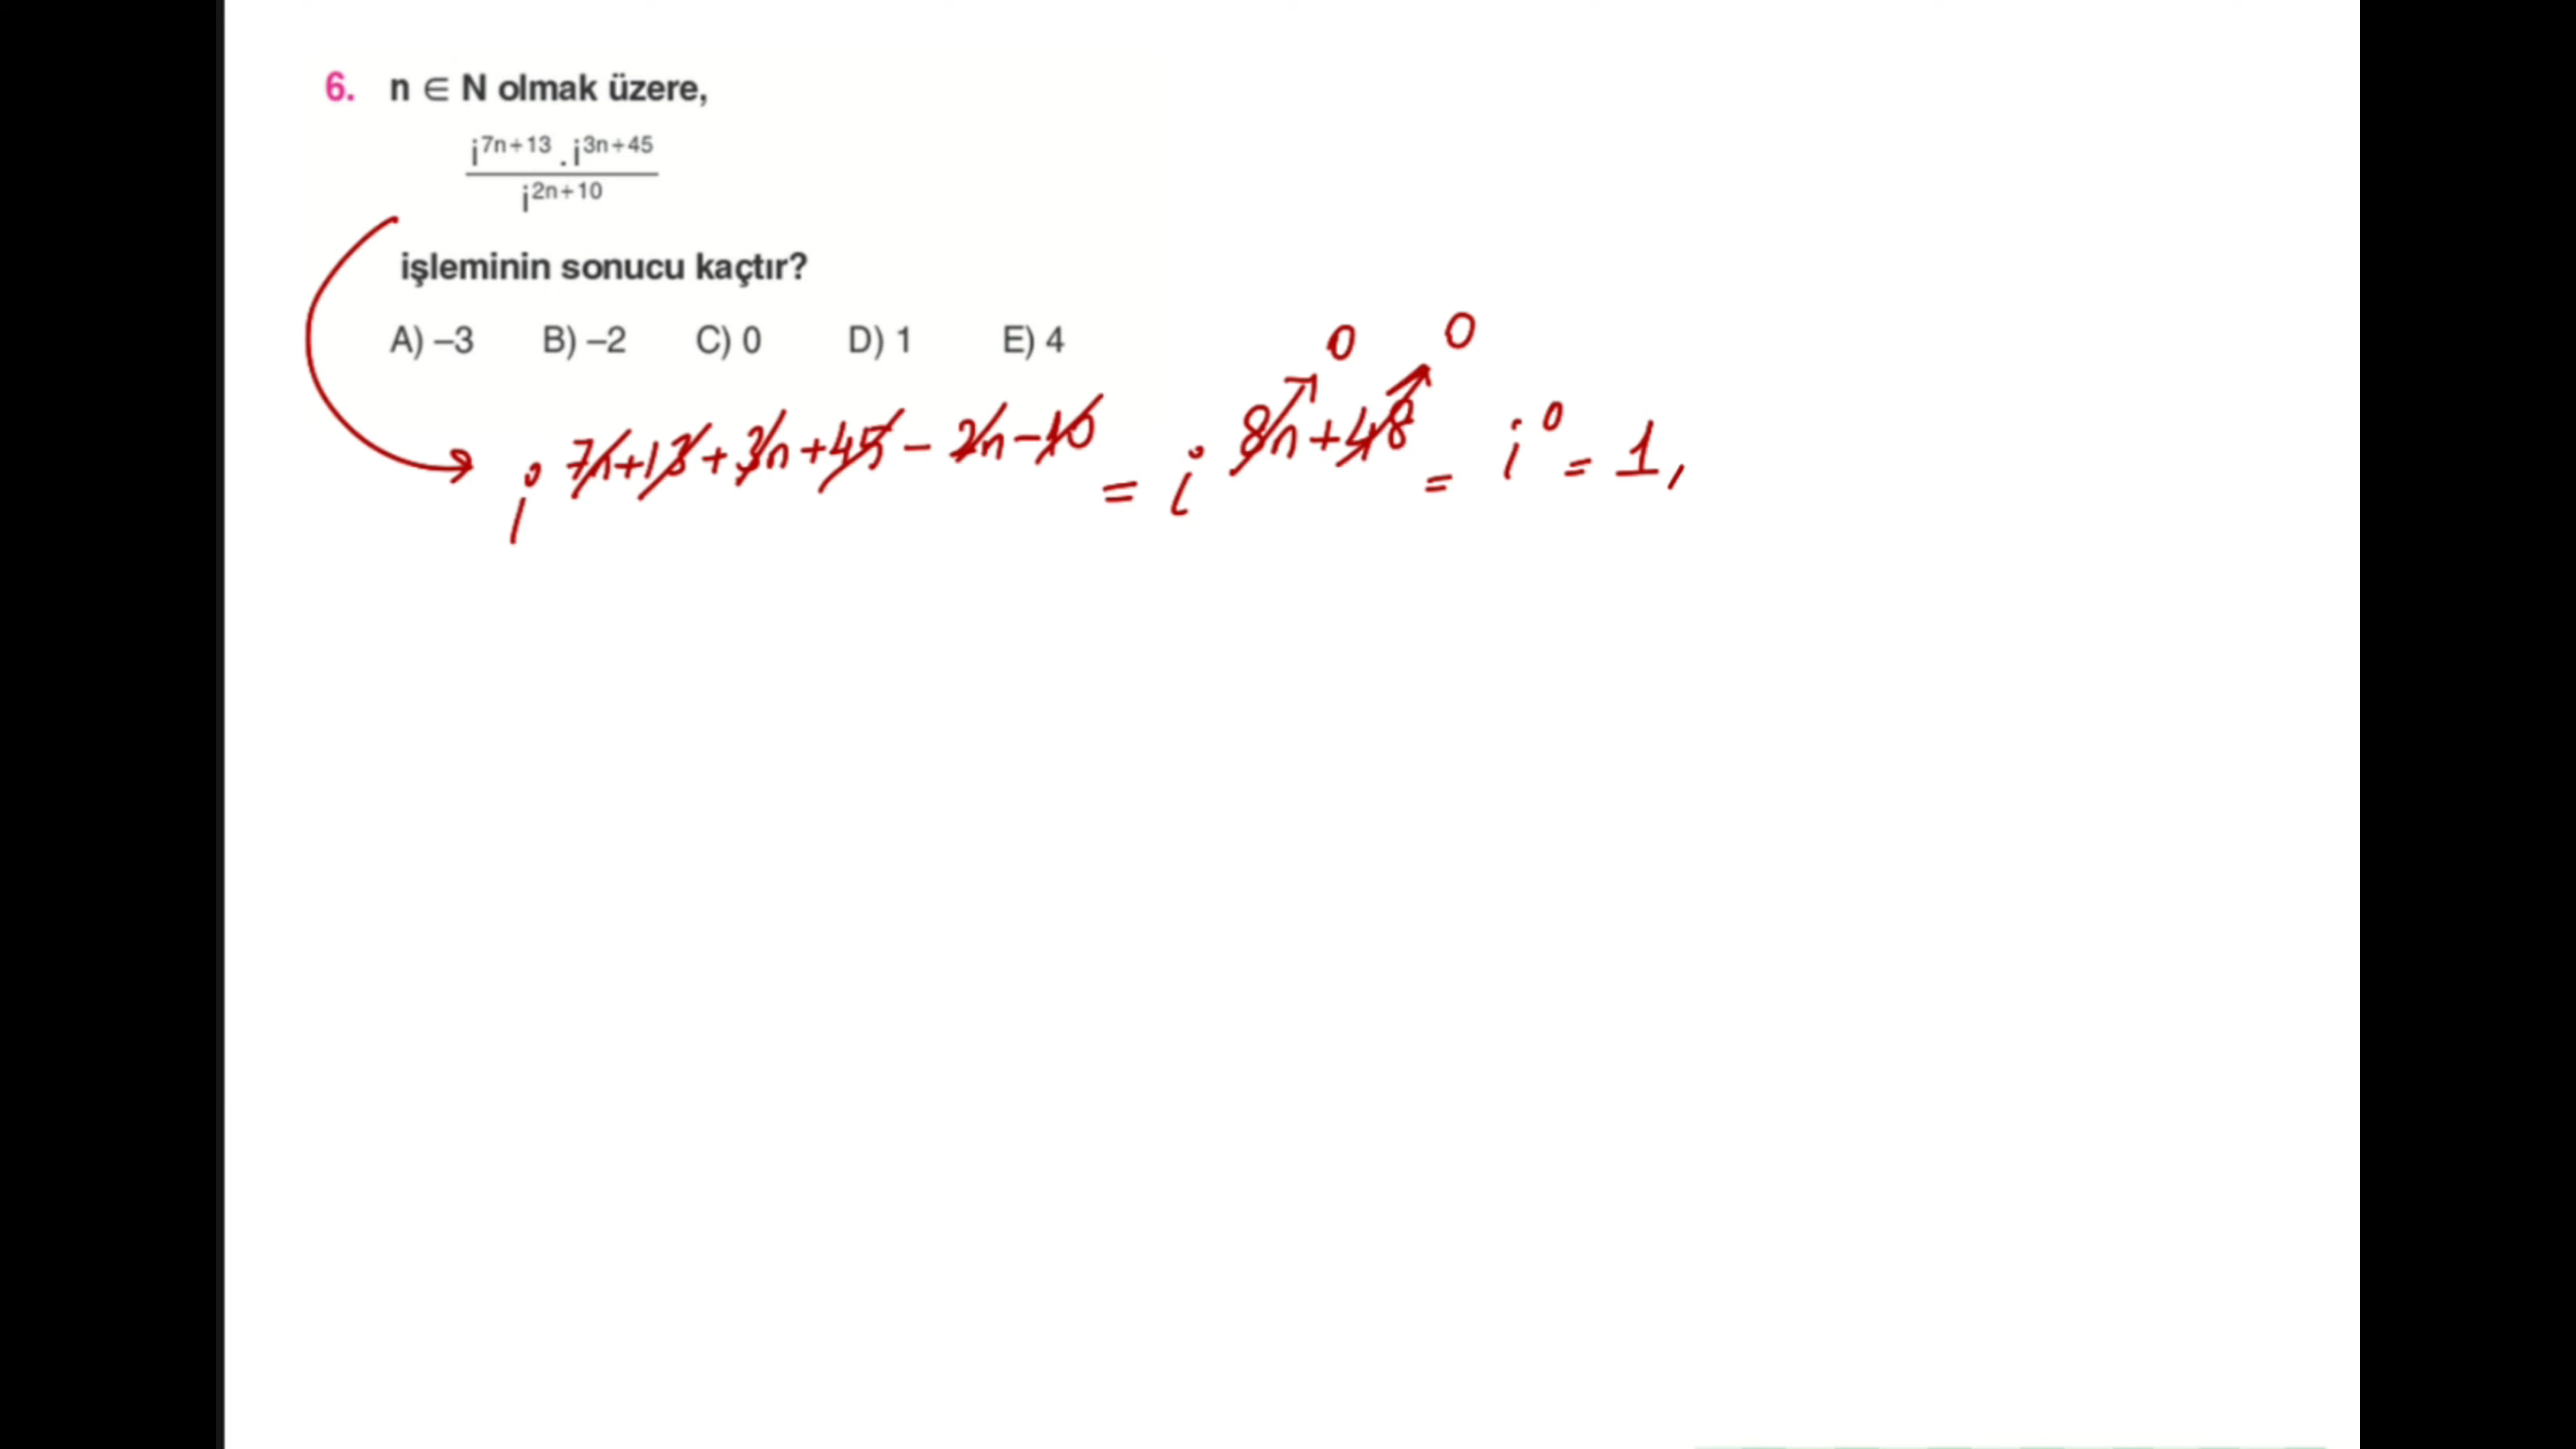 6. n ∈ N olmak üzere,
i^{7n+13} . i^{3n+45}
i^{2n+10}
işleminin sonucu kaçtır?
A) –3 B) –2 C) 0 D) 1 E) 4
0 0
i^{7n+13+3n+45-2n-10} = i^{8n+48} = i^0 = 1,